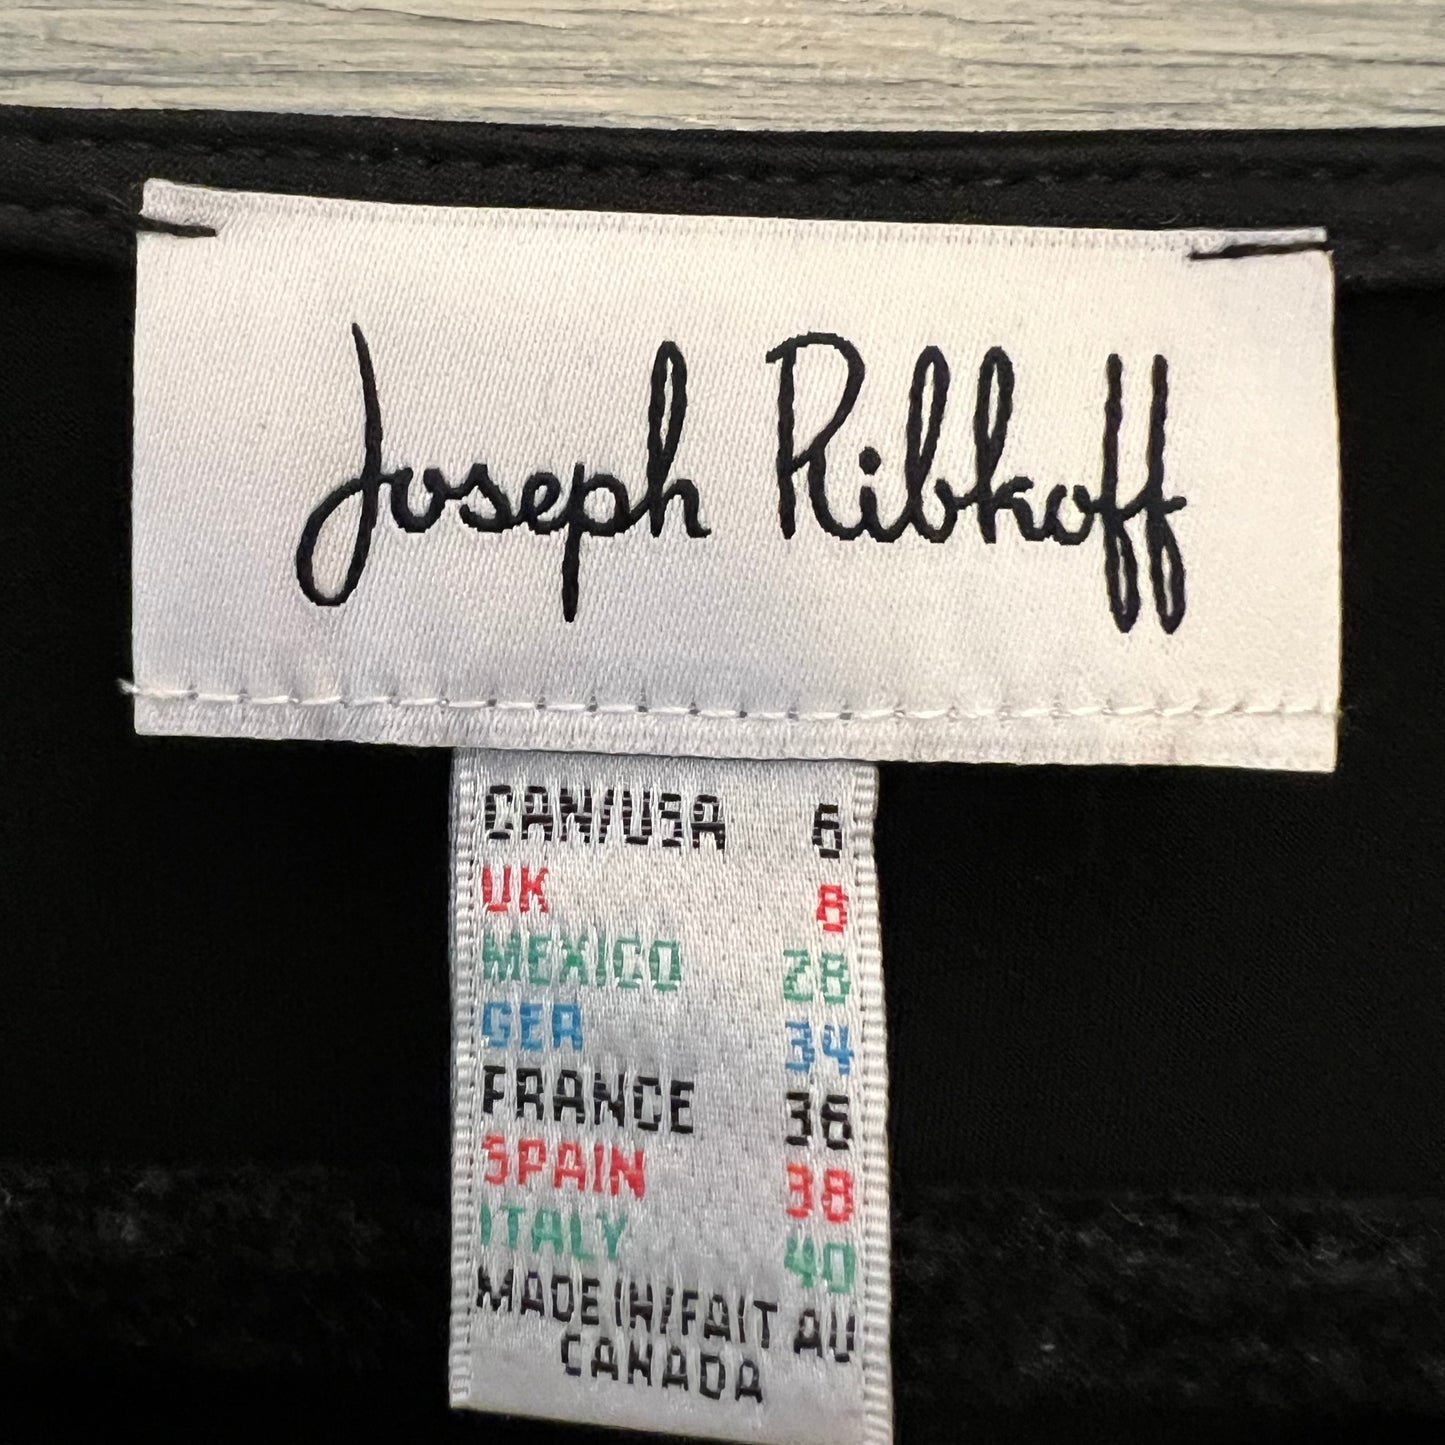 Joseph Ribkoff
CAN/USA 6
UK 8
MEXICO 28
GER 34
FRANCE 36
SPAIN 38
ITALY 40
MADE IN/FAIT AU
CANADA